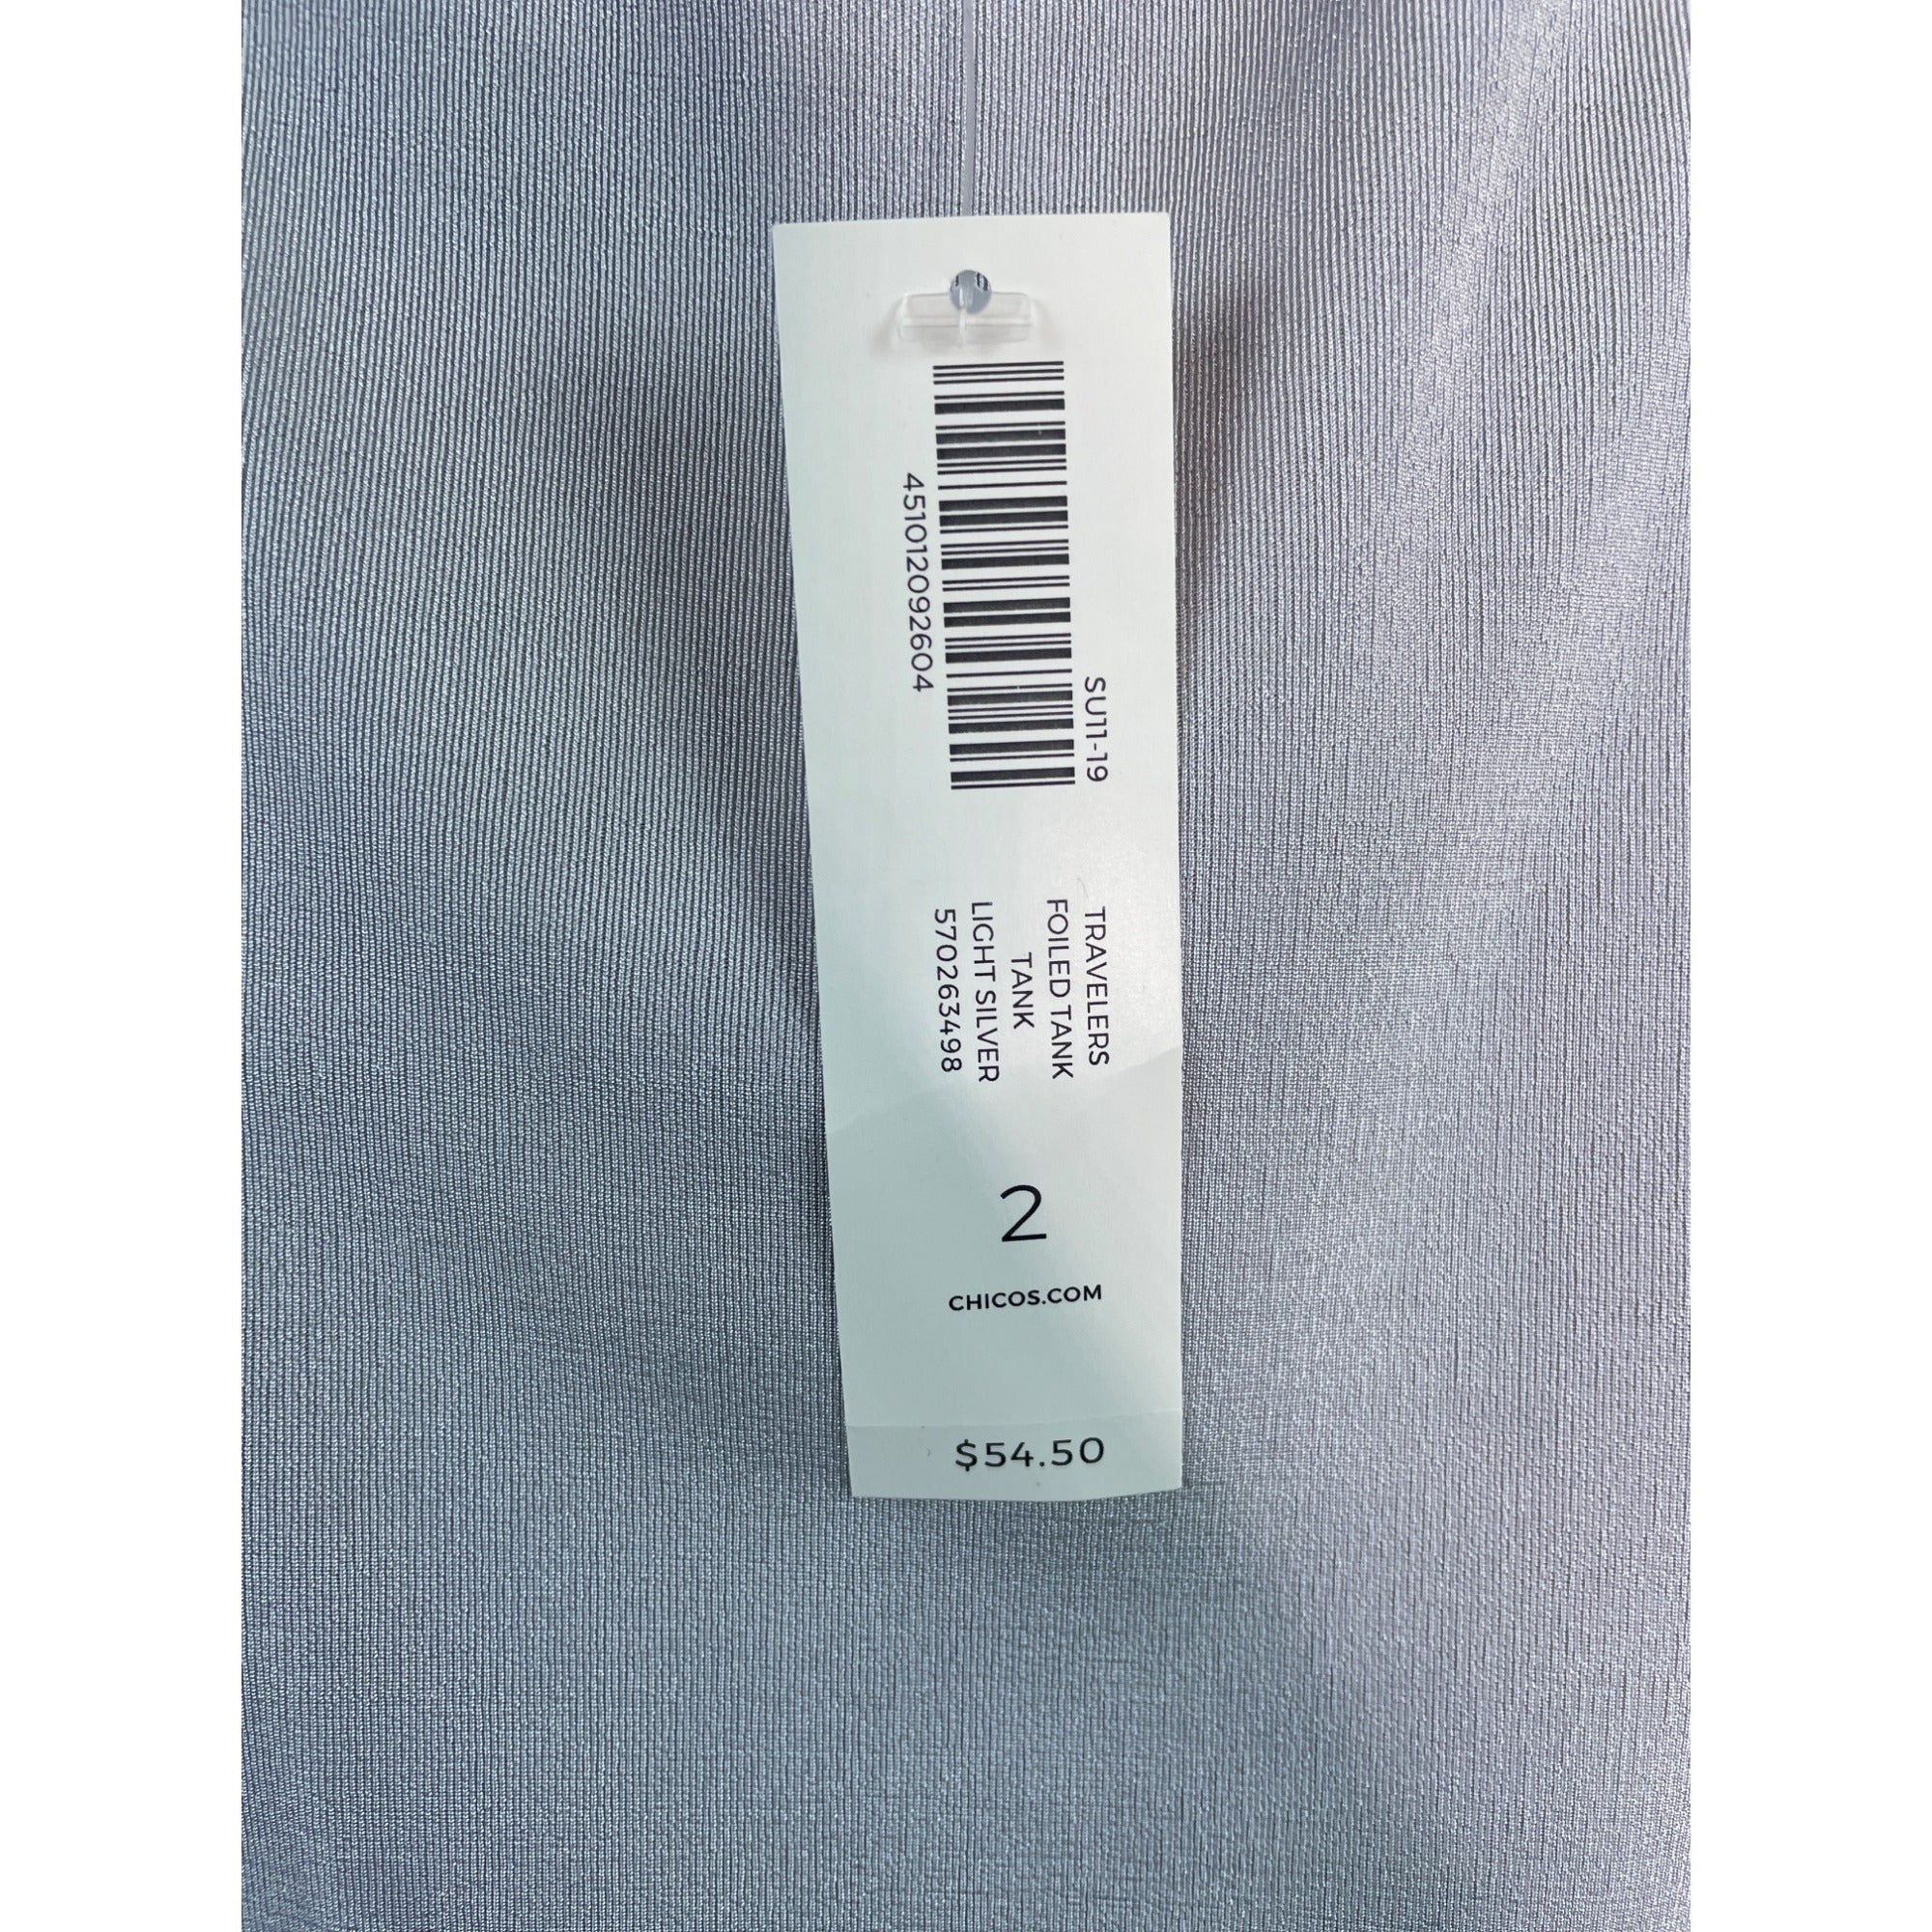 SU11-19
451012092604
TRAVELERS
FOILED TANK
TANK
LIGHT SILVER
570263498
2
CHICOS.COM
$54.50